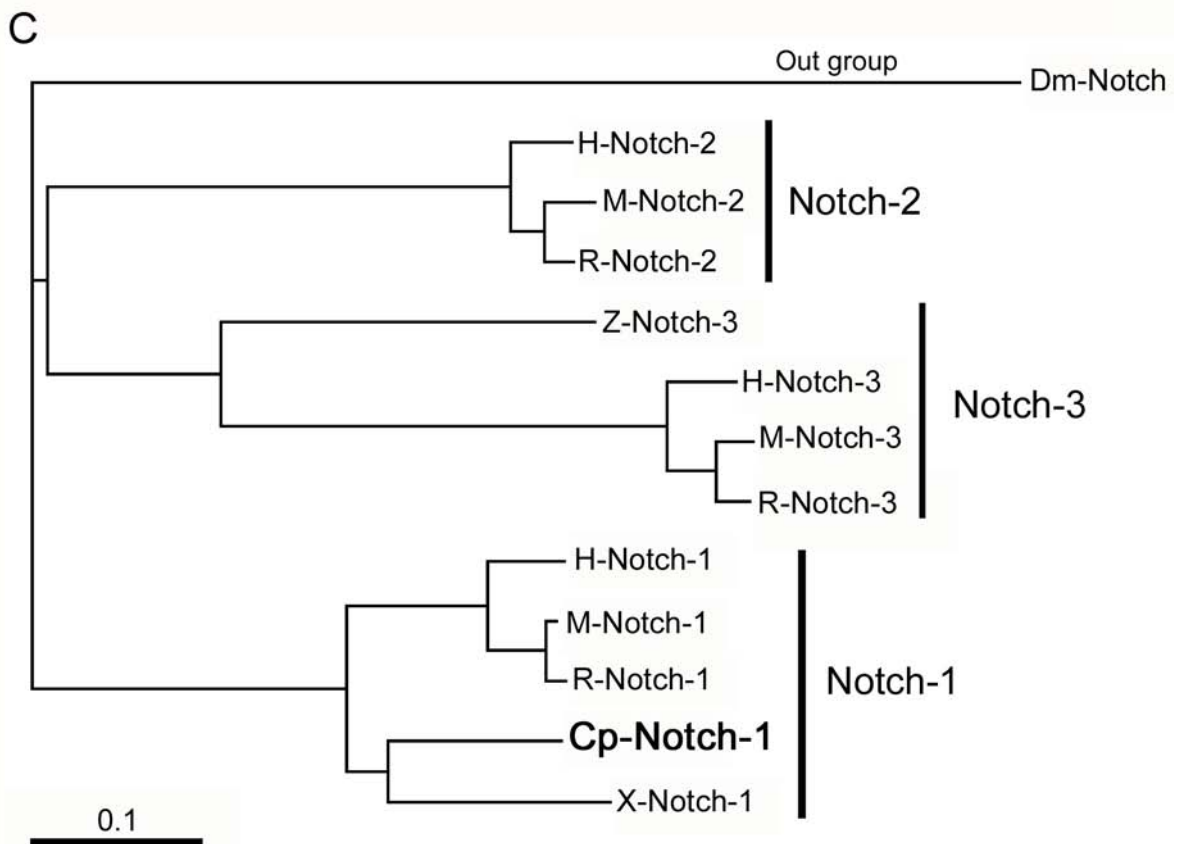 C
Out group
Dm-Notch
H-Notch-2
M-Notch-2
Notch-2
R-Notch-2
Z-Notch-3
H-Notch-3
Notch-3
M-Notch-3
R-Notch-3
H-Notch-1
M-Notch-1
R-Notch-1
Notch-1
Cp-Notch-1
X-Notch-1
0.1